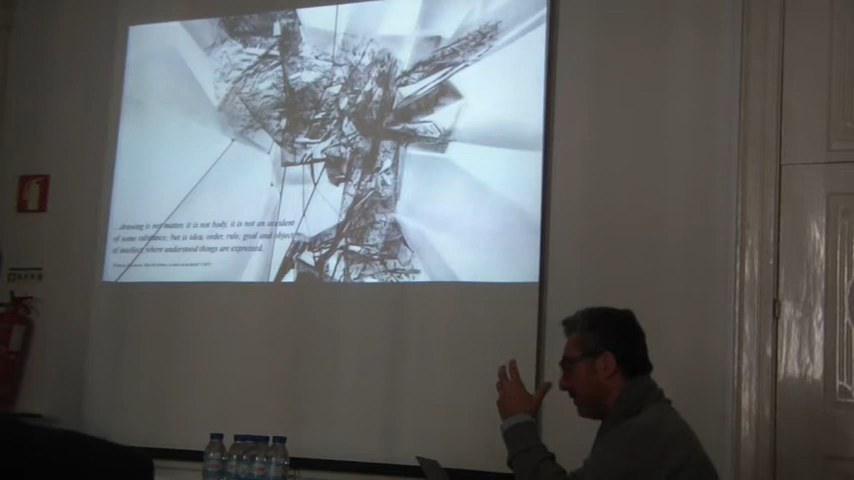 ...drawing is not matter, it is not body, it is not an accident
of some substance, but is idea, order, rule, goal and object
of intellect, where understood things are expressed.